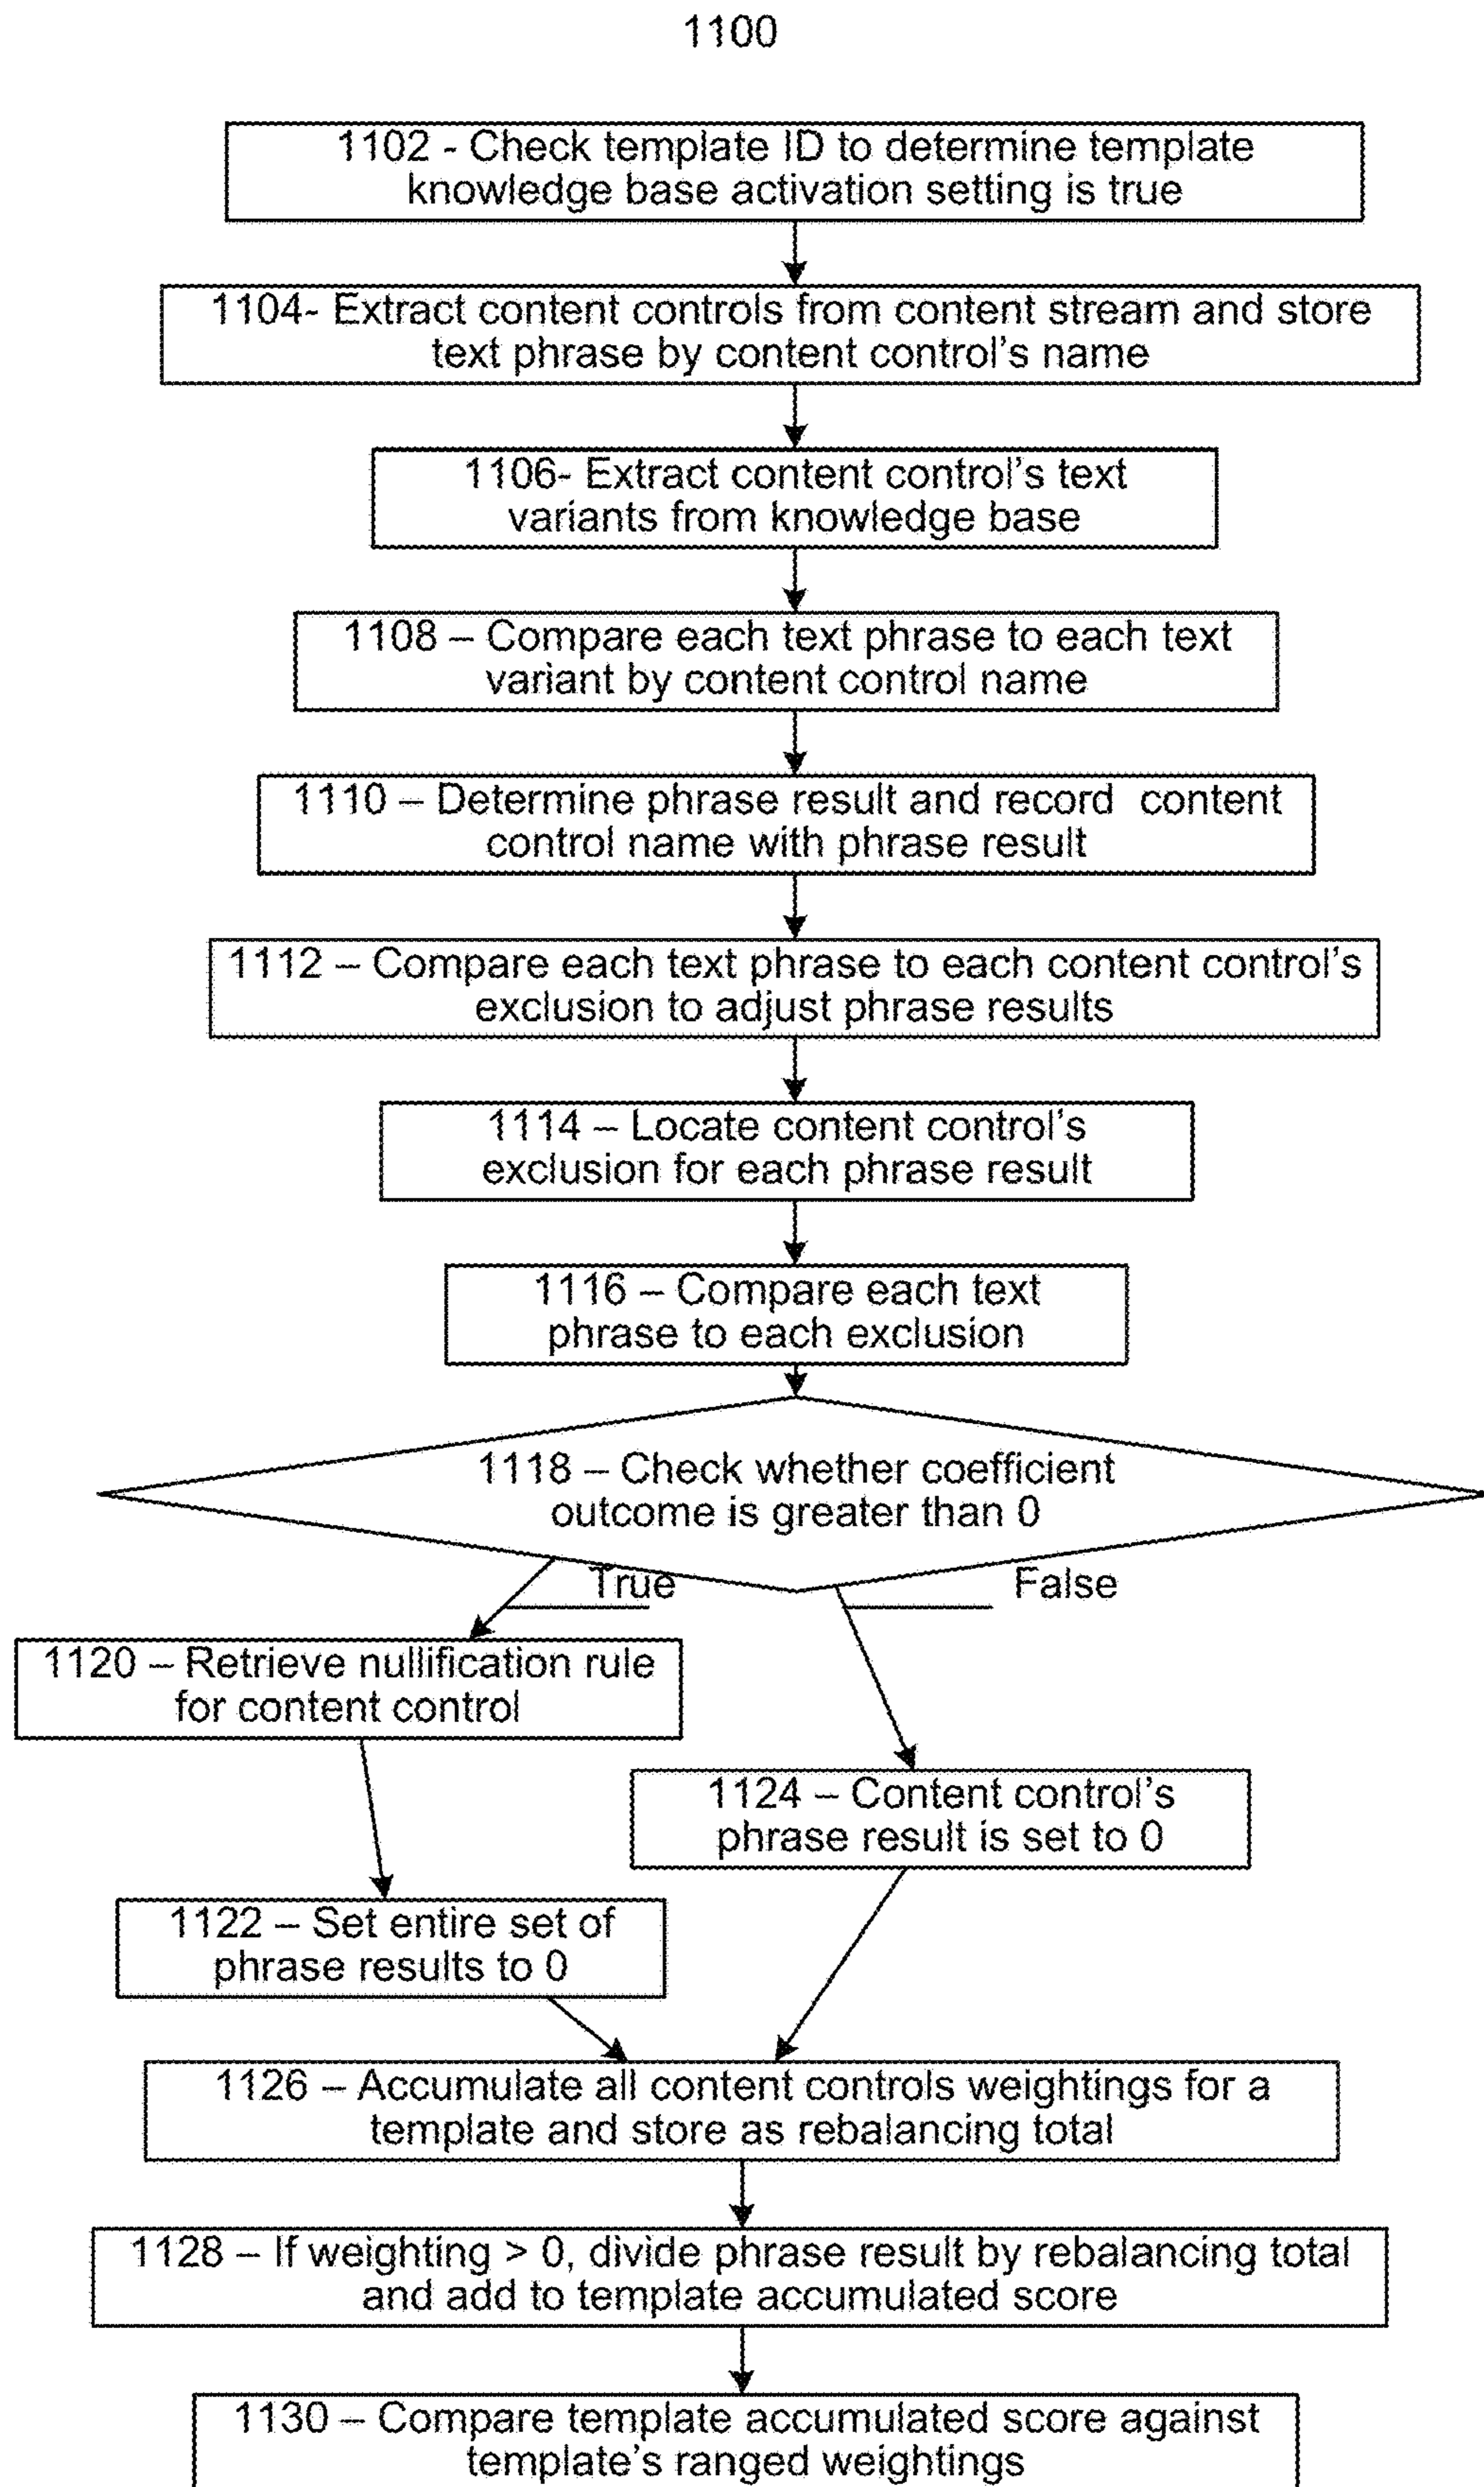 1100
1102 - Check template ID to determine template
knowledge base activation setting is true
1104- Extract content controls from content stream and store
text phrase by content control's name
1106- Extract content control's text
variants from knowledge base
1108 – Compare each text phrase to each text
variant by content control name
1110 – Determine phrase result and record content
control name with phrase result
1112 – Compare each text phrase to each content control's
exclusion to adjust phrase results
1114 – Locate content control's
exclusion for each phrase result
1116 – Compare each text
phrase to each exclusion
1118 – Check whether coefficient
outcome is greater than 0
True
False
1120 – Retrieve nullification rule
for content control
1124 – Content control's
phrase result is set to 0
1122 – Set entire set of
phrase results to 0
1126 – Accumulate all content controls weightings for a
template and store as rebalancing total
1128 – If weighting > 0, divide phrase result by rebalancing total
and add to template accumulated score
1130 – Compare template accumulated score against
template's ranged weightings